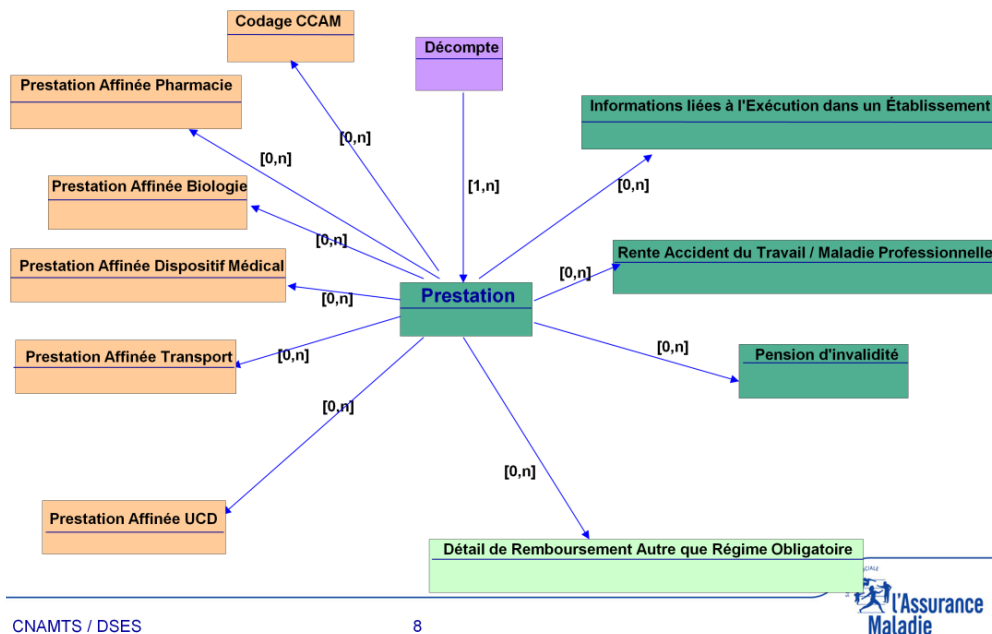 Codage CCAM
Décompte
Prestation Affinée Pharmacie
Informations liées à l'Exécution dans un Établissement
[0,n]
[0,n]
[1,n]
[0,n]
Prestation Affinée Biologie
[0,n]
Prestation Affinée Dispositif Médical
Rente Accident du Travail / Maladie Professionnelle
[0,n]
[0,n]
Prestation
Prestation Affinée Transport
[0,n]
[0,n]
Pension d'invalidité
[0,n]
[0,n]
Prestation Affinée UCD
Détail de Remboursement Autre que Régime Obligatoire
l'Assurance
Maladie
CNAMTS / DSES
8